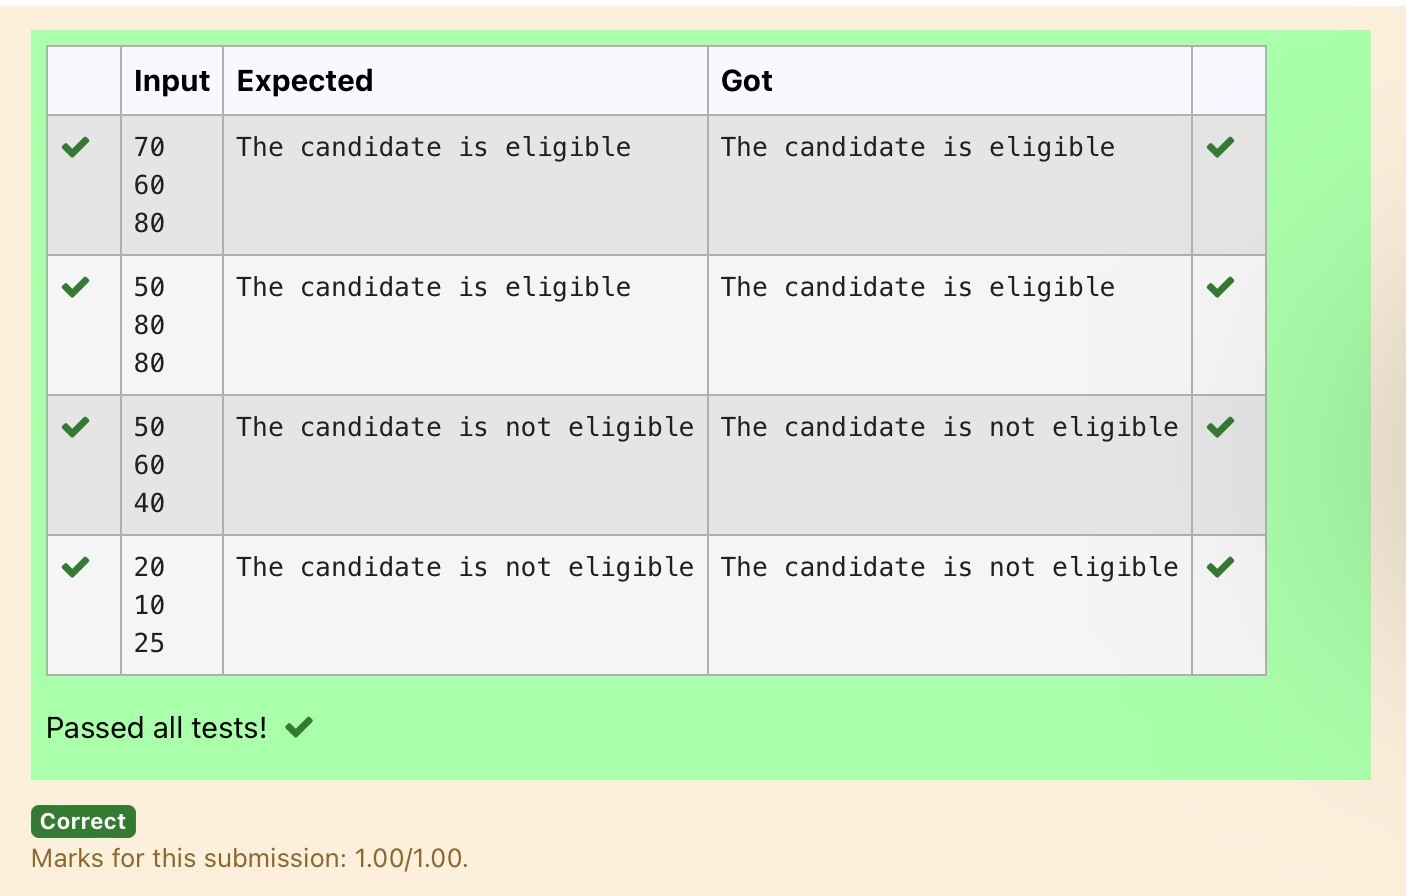 Input Expected Got
70 The candidate is eligible The candidate is eligible
60
80
50 The candidate is eligible The candidate is eligible
80
80
50 The candidate is not eligible The candidate is not eligible
60
40
20 The candidate is not eligible The candidate is not eligible
10
25
Passed all tests!
Correct
Marks for this submission: 1.00/1.00.